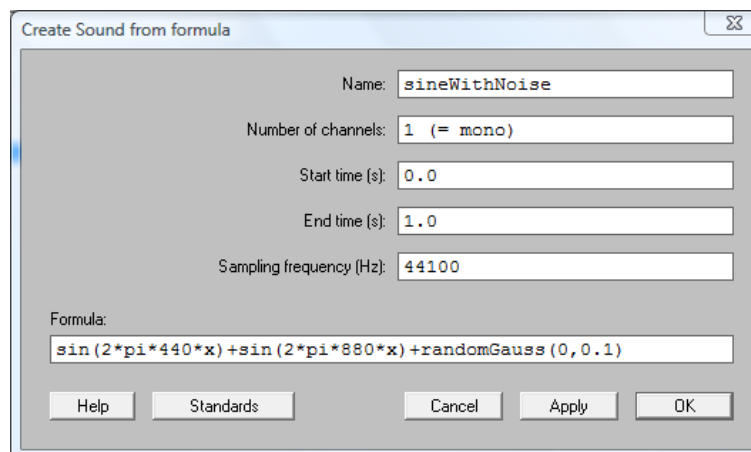 Create Sound from formula
Name: sineWithNoise
Number of channels: 1 (= mono)
Start time (s): 0.0
End time (s): 1.0
Sampling frequency (Hz): 44100
Formula:
sin(2*pi*440*x)+sin(2*pi*880*x)+randomGauss(0,0.1)
Help Standards Cancel Apply OK